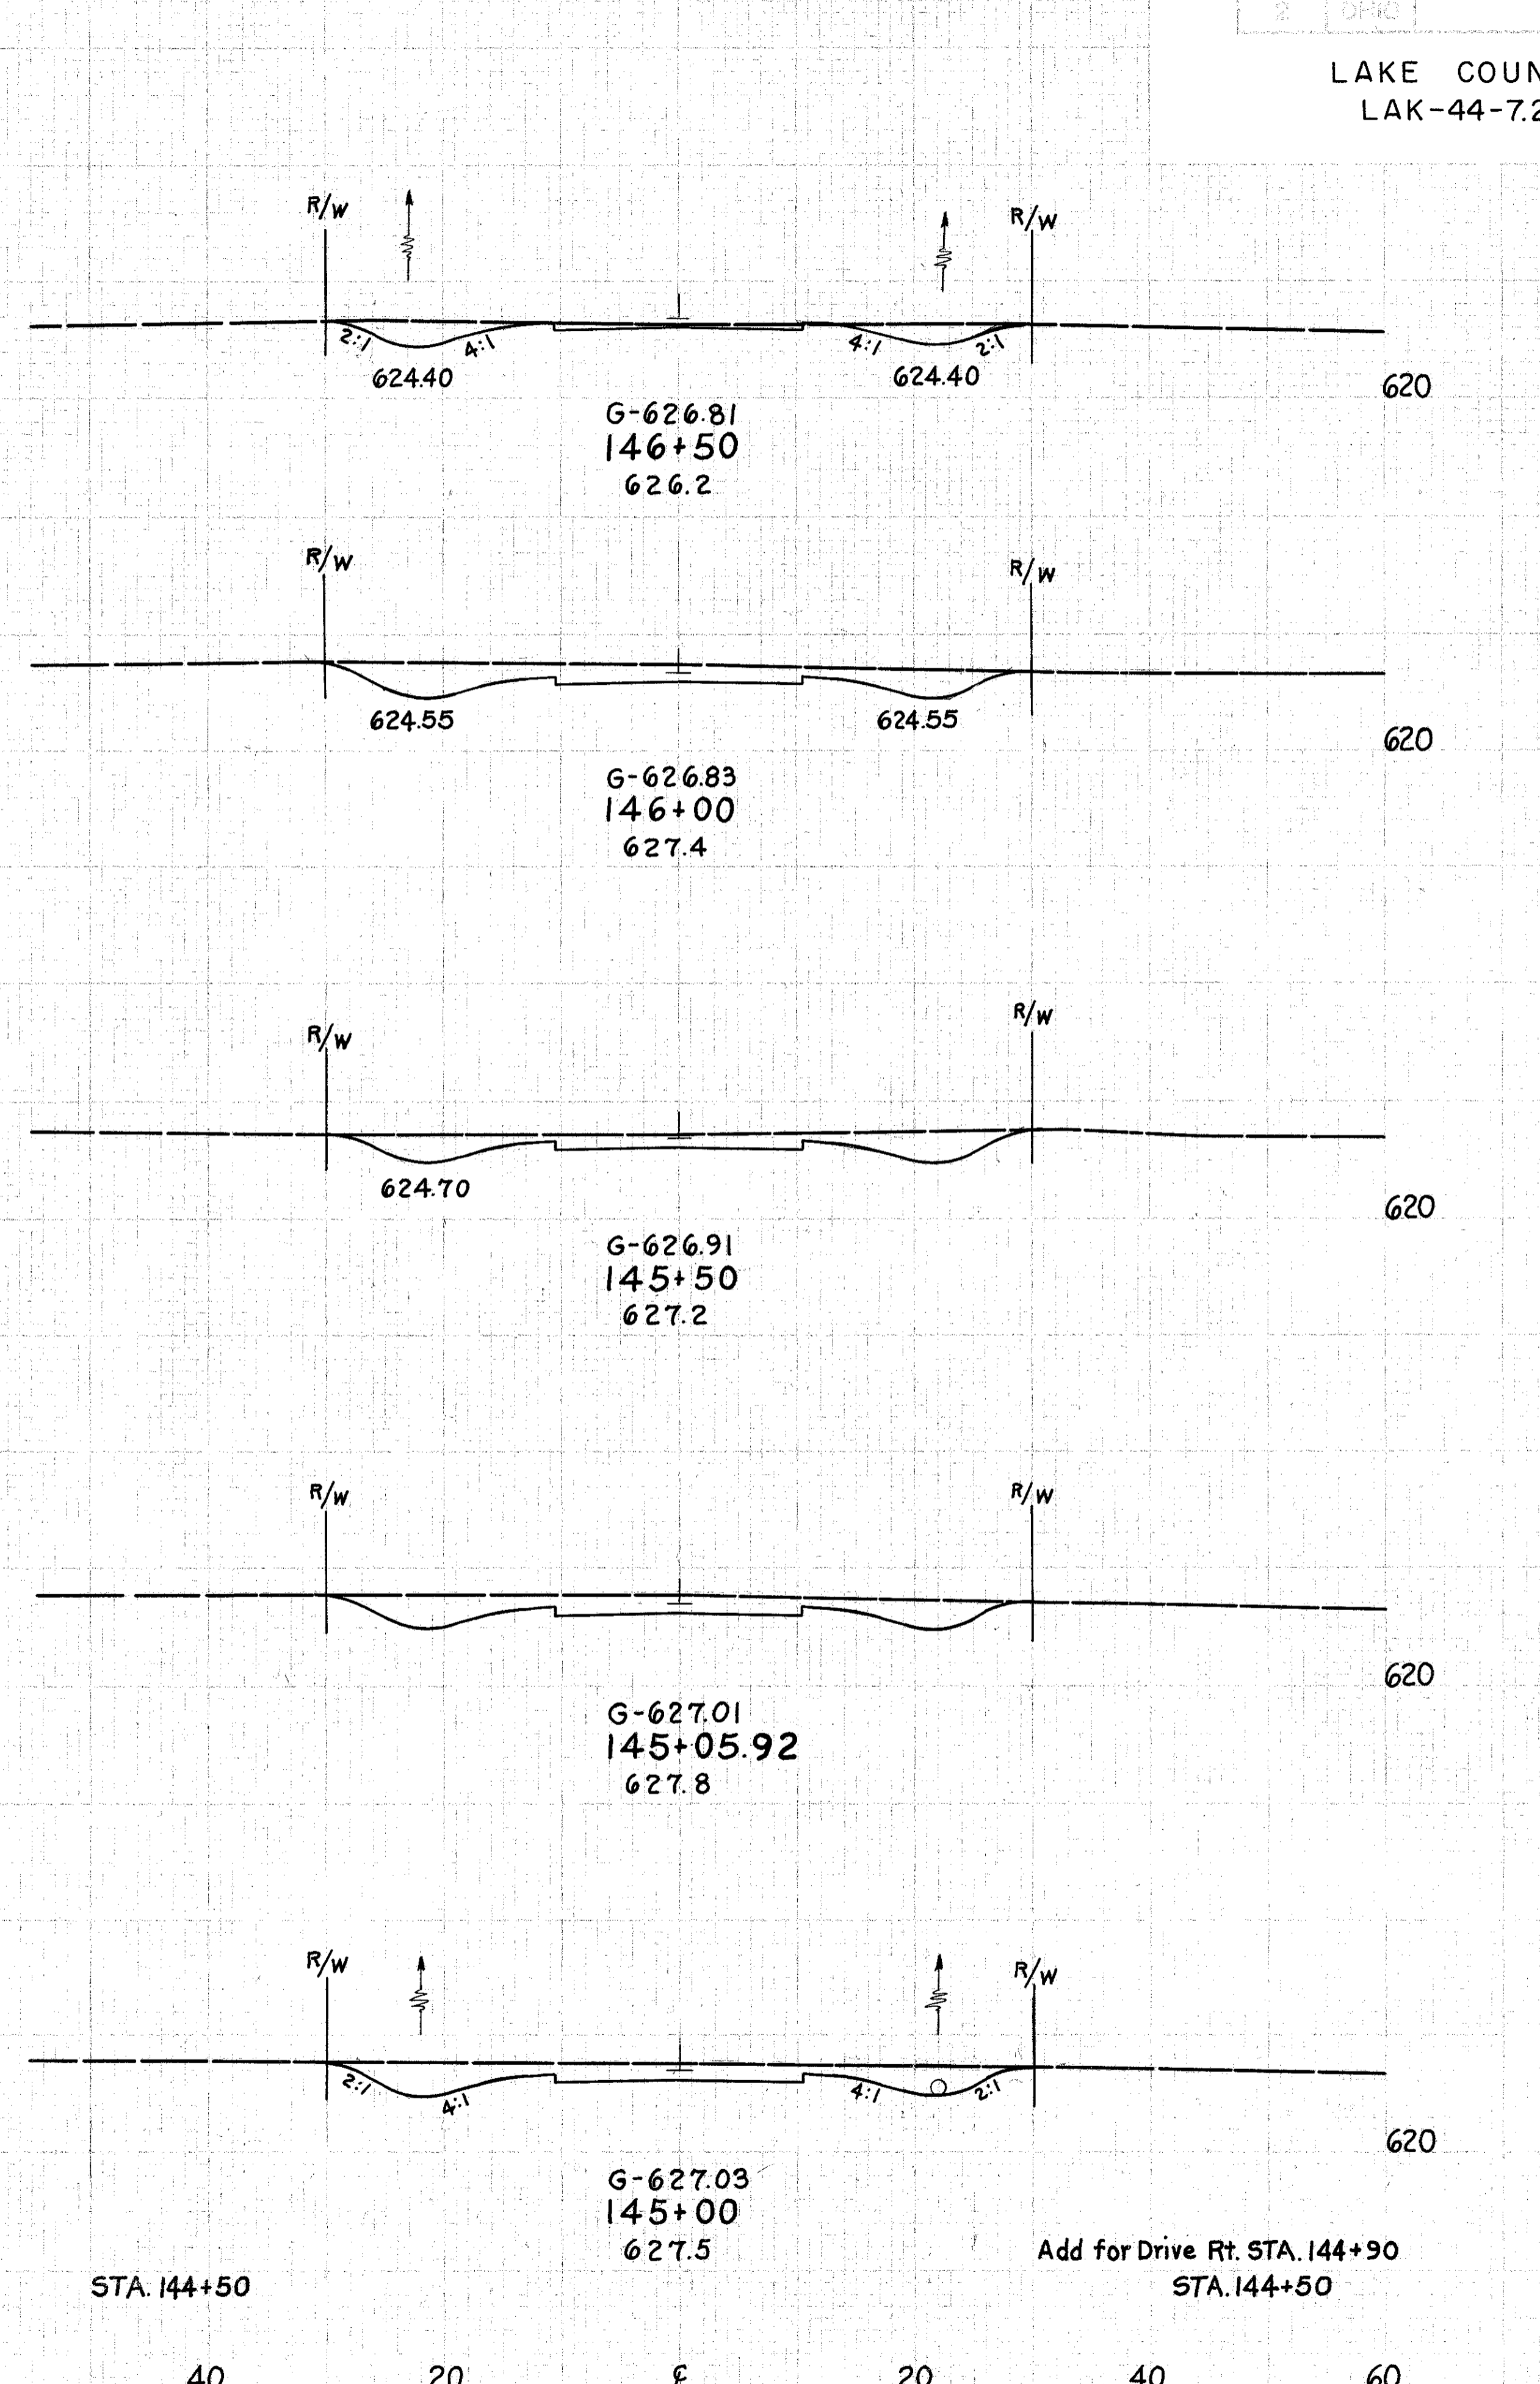 2 OHIO
LAKE COUN
LAK-44-7.2
R/W R/W
2:1 4:1 4:1 2:1
624.40 624.40
620
G-626.81
146+50
626.2
R/W R/W
624.55 624.55
620
G-626.83
146+00
627.4
R/W R/W
624.70
620
G-626.91
145+50
627.2
R/W R/W
620
G-627.01
145+05.92
627.8
R/W R/W
2:1 4:1 4:1 2:1
620
G-627.03
145+00
627.5
Add for Drive Rt. STA. 144+90
STA. 144+50 STA. 144+50
40 20 ℄ 20 40 60